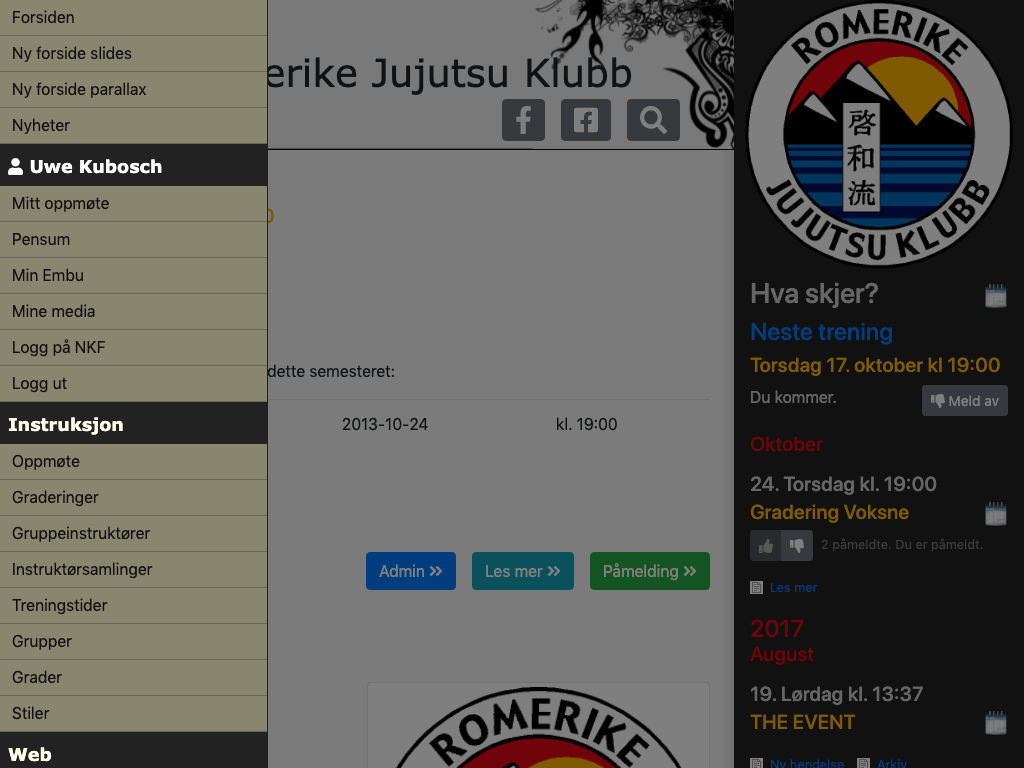 Forsiden
Ny forside slides
Ny forside parallax
Nyheter
Uwe Kubosch
Mitt oppmøte
Pensum
Min Embu
Mine media
Logg på NKF
Logg ut
Instruksjon
Oppmøte
Graderinger
Gruppeinstruktører
Instruktørsamlinger
Treningstider
Grupper
Grader
Stiler
Web
erike Jujutsu Klubb
dette semesteret:
2013-10-24 kl. 19:00
Admin »
Les mer »
Påmelding »
ROMERIKE
ROMERIKE
啓和流
JUJUTSU KLUBB
Hva skjer?
Neste trening
Torsdag 17. oktober kl 19:00
Du kommer.
Meld av
Oktober
24. Torsdag kl. 19:00
Gradering Voksne
2 påmeldte. Du er påmeldt.
Les mer
2017
August
19. Lørdag kl. 13:37
THE EVENT
Ny hendelse
Arkiv